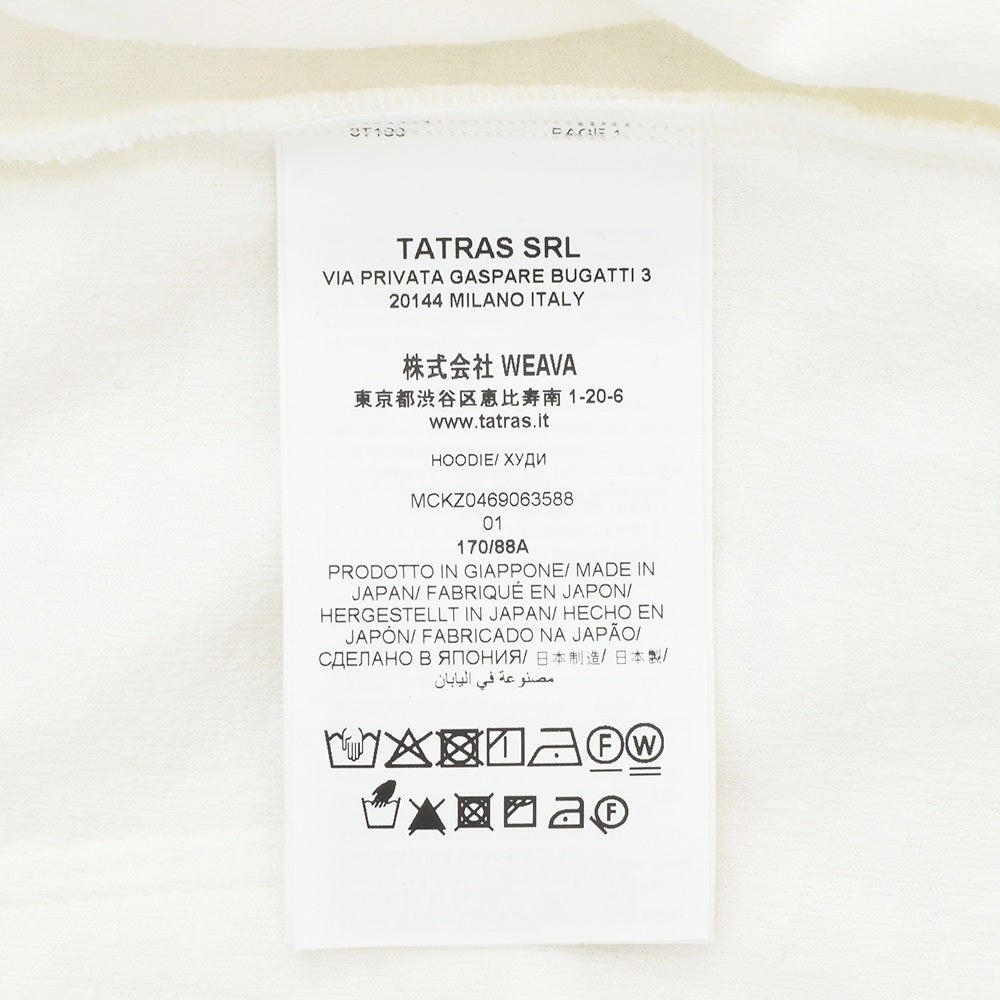 TATRAS SRL
VIA PRIVATA GASPARE BUGATTI 3
20144 MILANO ITALY
株式会社 WEAVA
東京都渋谷区恵比寿南 1-20-6
www.tatras.it
HOODIE/ ХУДИ
MCKZ0469063588
01
170/88A
PRODOTTO IN GIAPPONE/ MADE IN
JAPAN/ FABRIQUÉ EN JAPON/
HERGESTELLT IN JAPAN/ HECHO EN
JAPÓN/ FABRICADO NA JAPÃO/
СДЕЛАНО В ЯПОНИЯ/ 日本制造/ 日本製/
مصنوعة في اليابان
F W
F